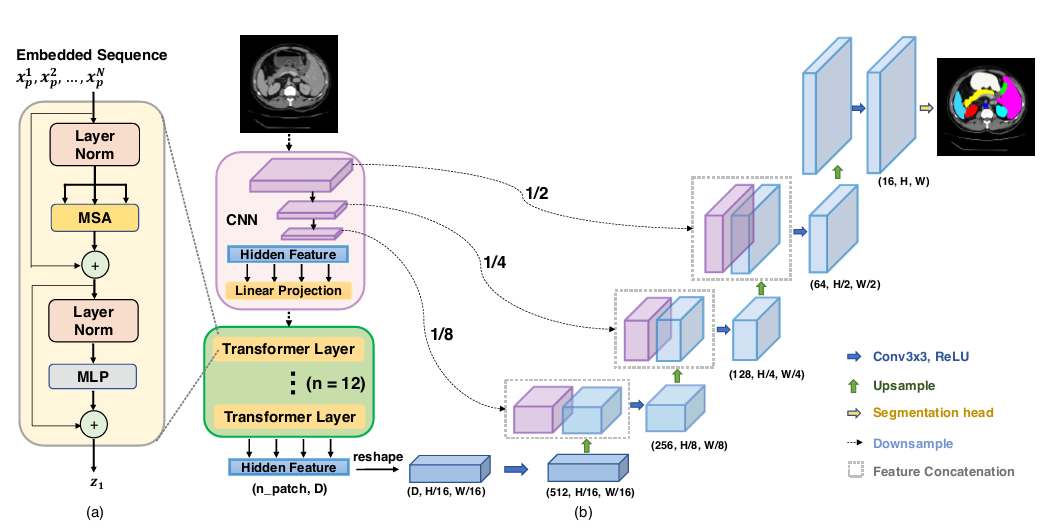 Embedded Sequence
x_p^1, x_p^2, ..., x_p^N
Layer
Norm
MSA
+
Layer
Norm
MLP
+
z_1
(a)
CNN
Hidden Feature
Linear Projection
Transformer Layer
(n = 12)
Transformer Layer
Hidden Feature
(n_patch, D)
reshape
(D, H/16, W/16)
(512, H/16, W/16)
(b)
1/2
1/4
1/8
(256, H/8, W/8)
(128, H/4, W/4)
(64, H/2, W/2)
(16, H, W)
Conv3x3, ReLU
Upsample
Segmentation head
Downsample
Feature Concatenation